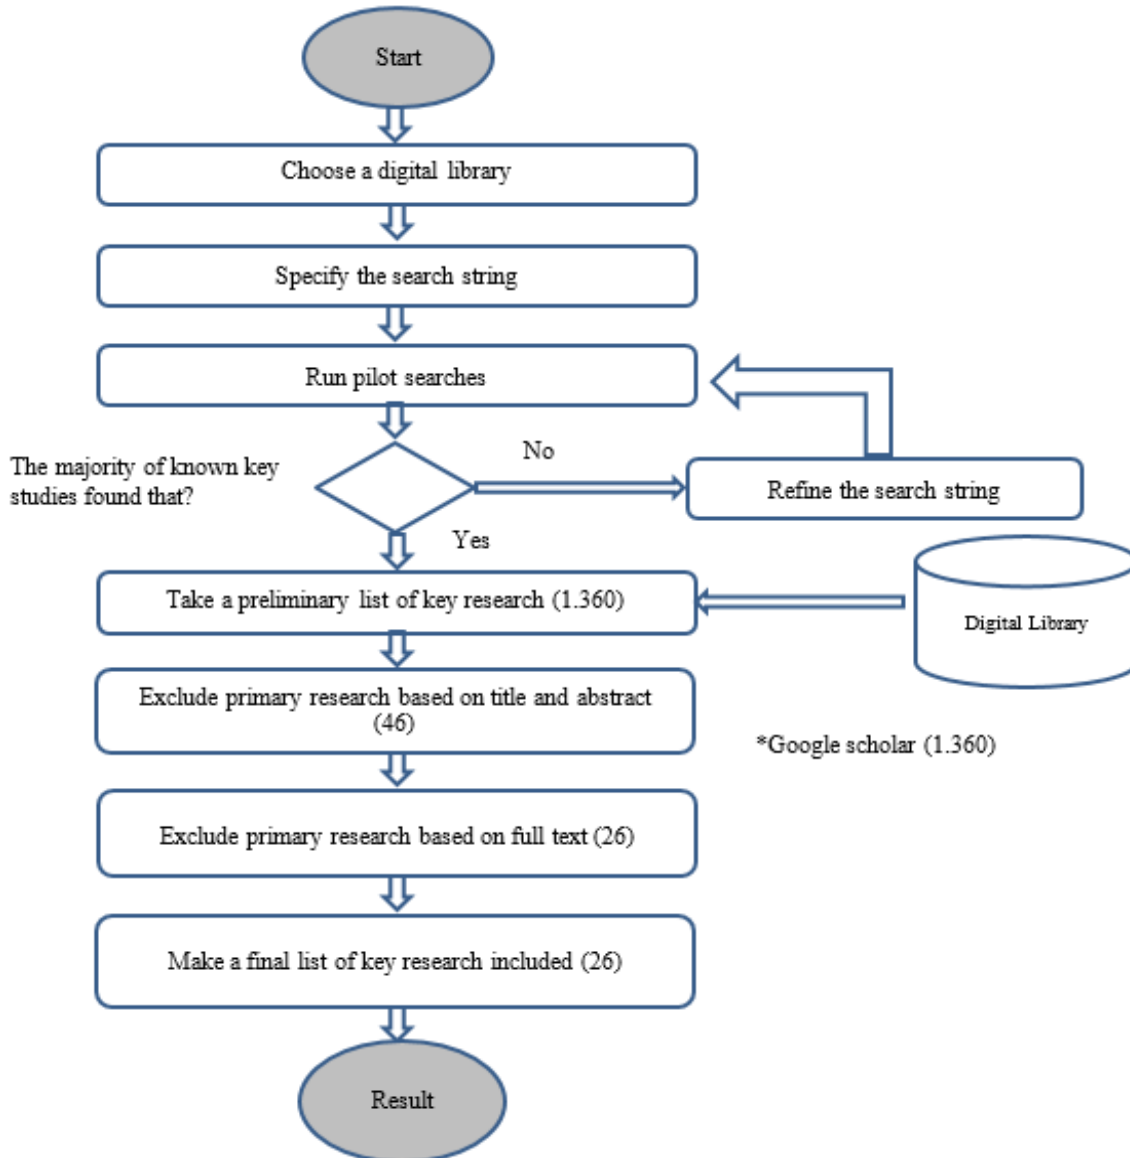 Start
Choose a digital library
Specify the search string
Run pilot searches
The majority of known key
studies found that?
No
Refine the search string
Yes
Take a preliminary list of key research (1.360)
Digital Library
Exclude primary research based on title and abstract
(46)
*Google scholar (1.360)
Exclude primary research based on full text (26)
Make a final list of key research included (26)
Result